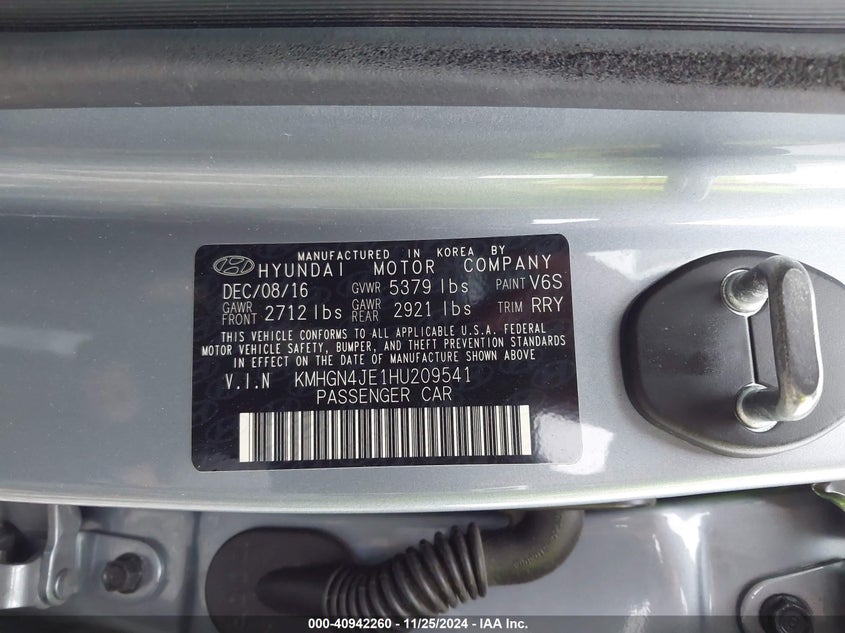 MANUFACTURED IN KOREA BY
HYUNDAI MOTOR COMPANY
DEC/08/16 GVWR 5379 lbs PAINT V6S
GAWR FRONT 2712 lbs GAWR REAR 2921 lbs TRIM RRY
THIS VEHICLE CONFORMS TO ALL APPLICABLE U.S.A. FEDERAL
MOTOR VEHICLE SAFETY, BUMPER, AND THEFT PREVENTION STANDARDS
IN EFFECT ON THE DATE OF MANUFACTURE SHOWN ABOVE
V.I.N KMHGN4JE1HU209541
PASSENGER CAR
000-40942260 - 11/25/2024 - IAA Inc.